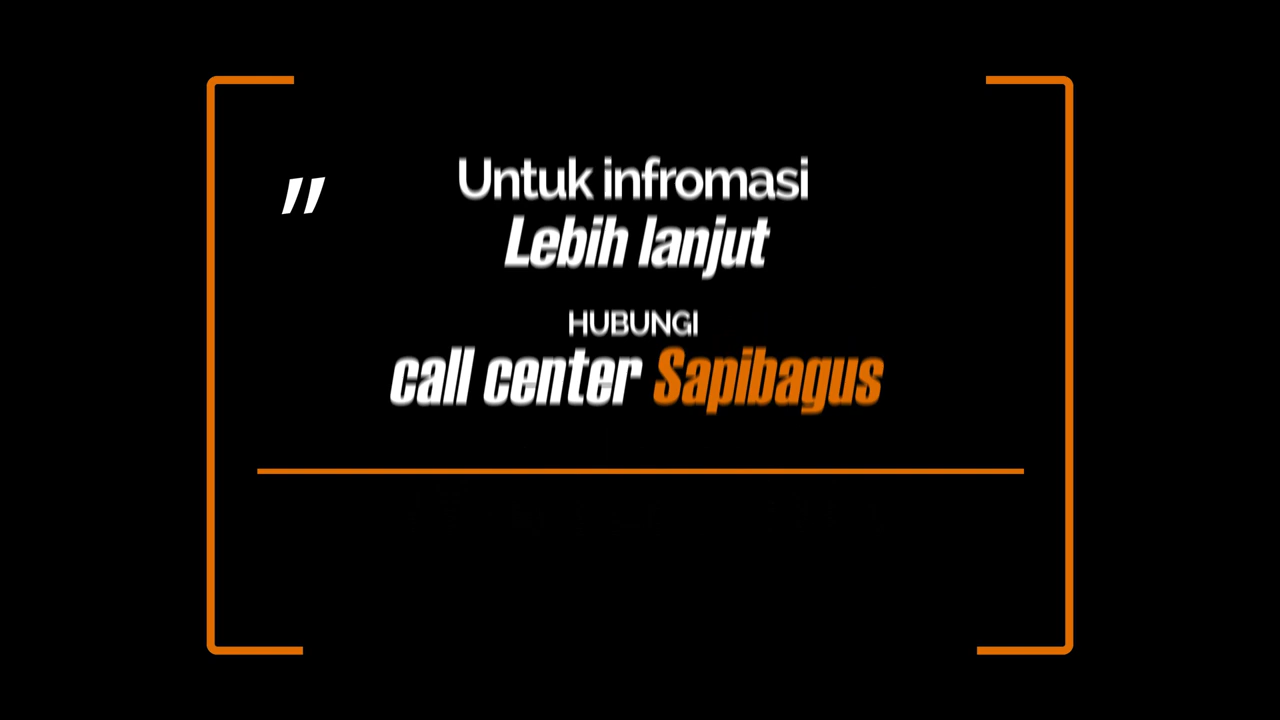 "
Untuk infromasi
Lebih lanjut
HUBUNGI
call center Sapibagus